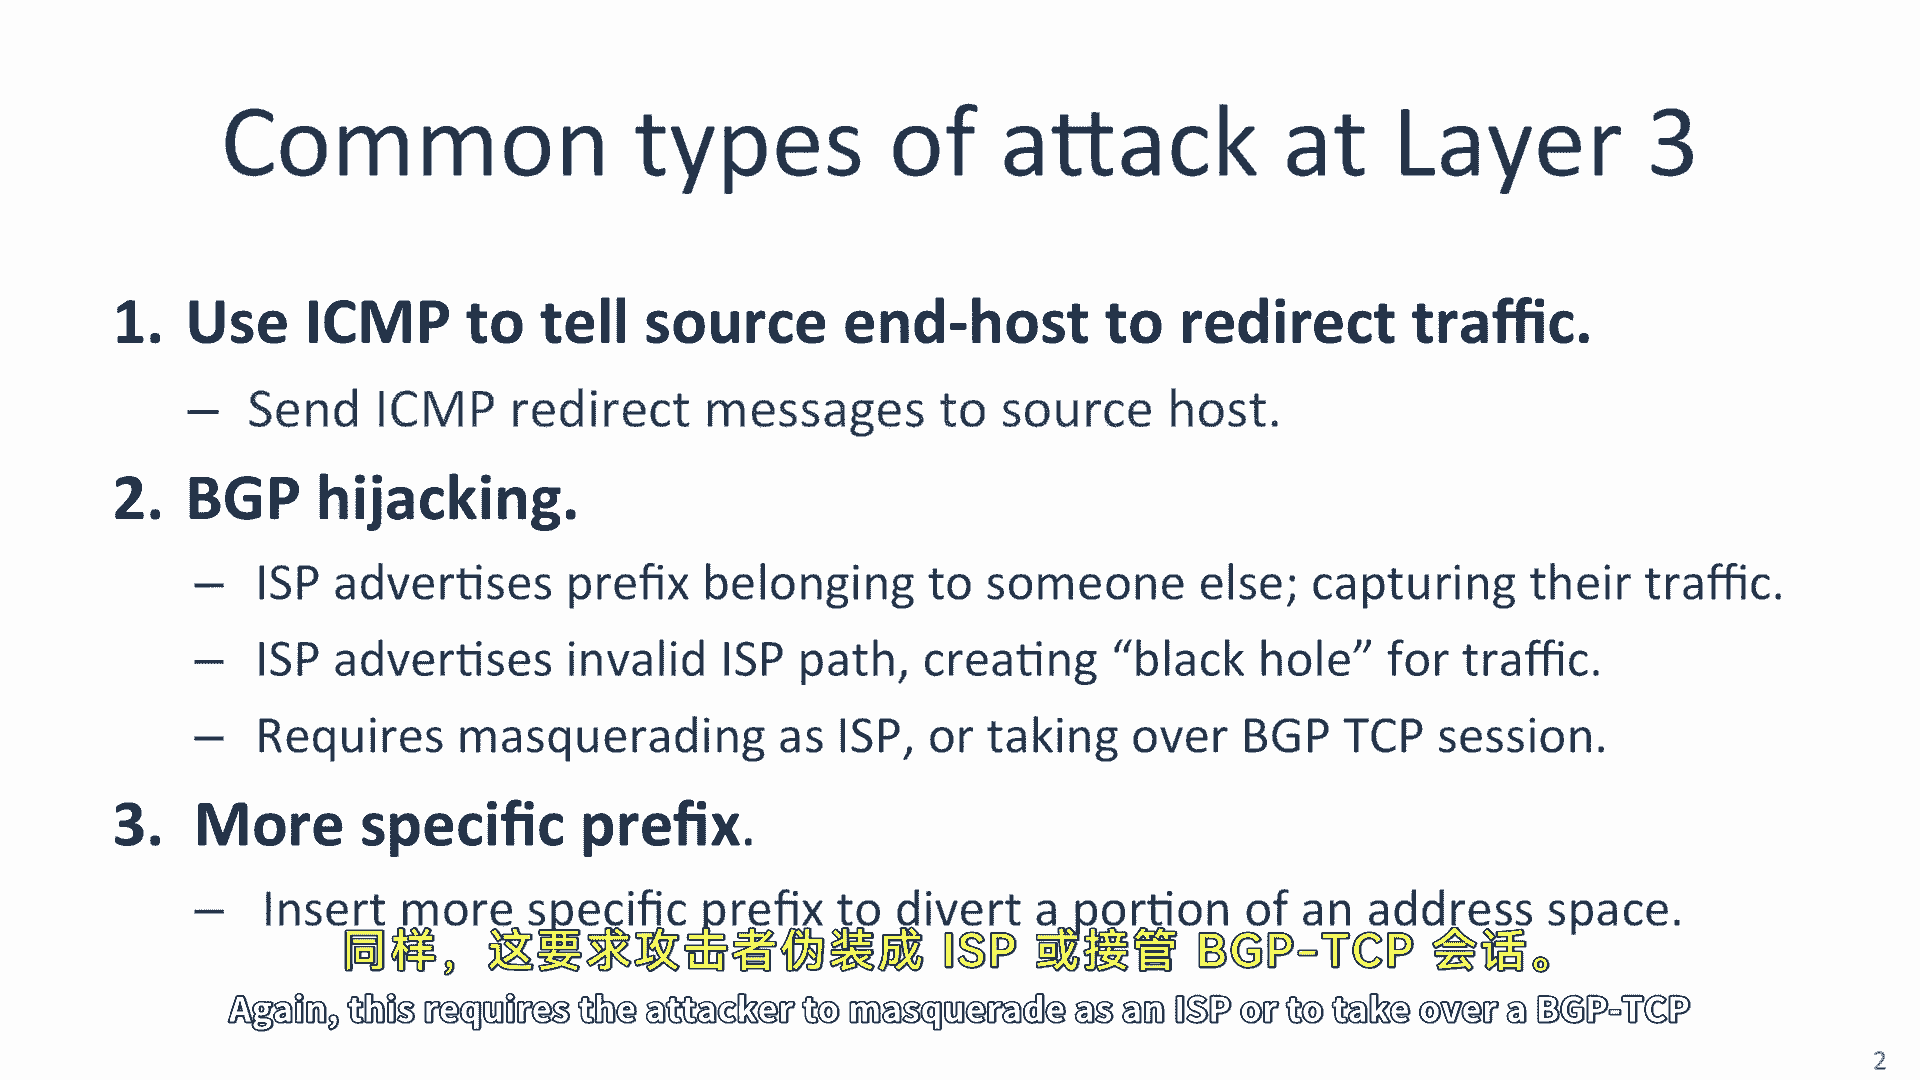 Common types of attack at Layer 3
1. Use ICMP to tell source end-host to redirect traffic.
– Send ICMP redirect messages to source host.
2. BGP hijacking.
– ISP advertises prefix belonging to someone else; capturing their traffic.
– ISP advertises invalid ISP path, creating “black hole” for traffic.
– Requires masquerading as ISP, or taking over BGP TCP session.
3. More specific prefix.
– Insert more specific prefix to divert a portion of an address space.
同样，这要求攻击者伪装成 ISP 或接管 BGP-TCP 会话。
Again, this requires the attacker to masquerade as an ISP or to take over a BGP-TCP
2